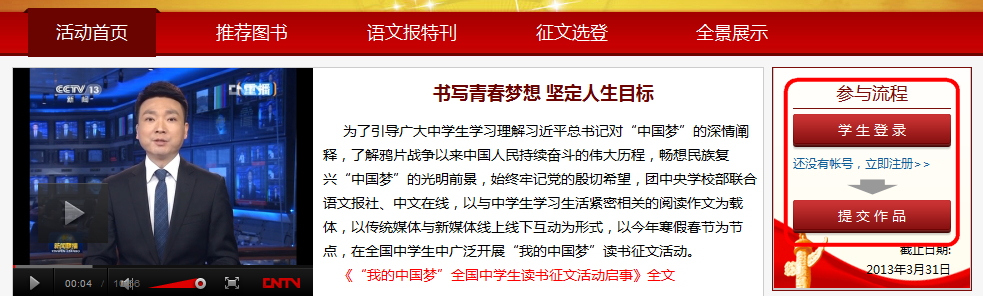 活动首页
推荐图书
语文报特刊
征文选登
全景展示
CCTV 13
新闻
重播
新闻联播
00:04
CNTV
书写青春梦想 坚定人生目标
为了引导广大中学生学习理解习近平总书记对“中国梦”的深情阐
释，了解鸦片战争以来中国人民持续奋斗的伟大历程，畅想民族复
兴“中国梦”的光明前景，始终牢记党的殷切希望，团中央学校部联合
语文报社、中文在线，以与中学生学习生活紧密相关的阅读作文为载
体，以传统媒体与新媒体线上线下互动为形式，以今年寒假春节为节
点，在全国中学生中广泛开展“我的中国梦”读书征文活动。
《“我的中国梦”全国中学生读书征文活动启事》全文
参与流程
学生登录
还没有帐号，立即注册>>
提交作品
截止日期:
2013年3月31日